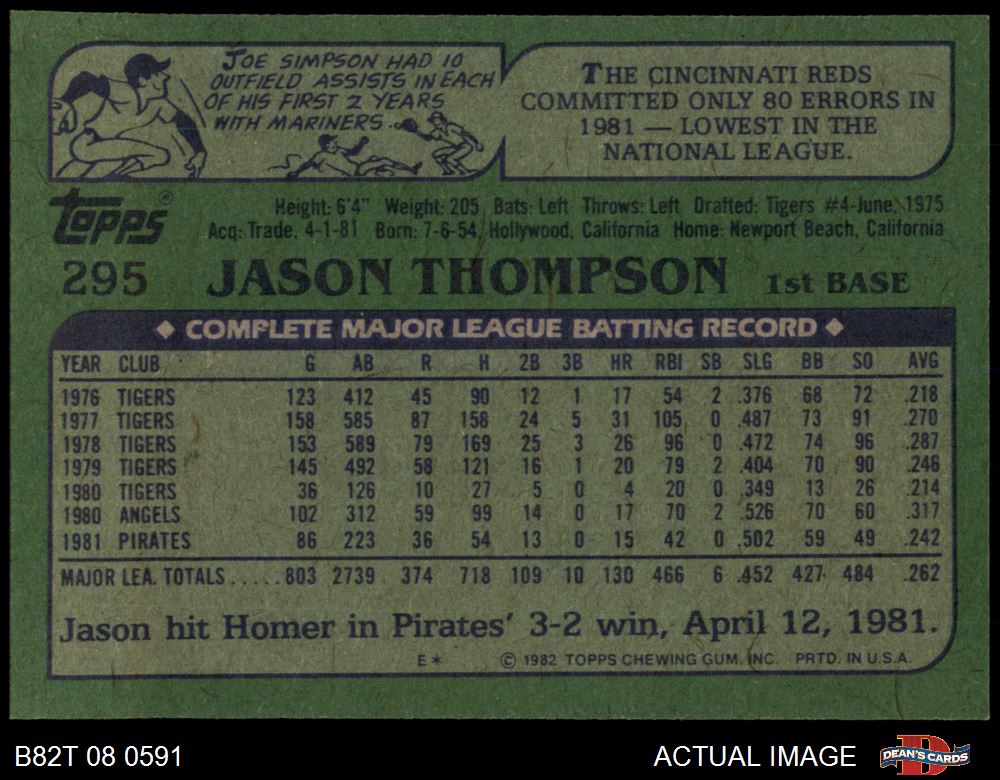 JOE SIMPSON HAD 10
OUTFIELD ASSISTS IN EACH
OF HIS FIRST 2 YEARS
WITH MARINERS.
THE CINCINNATI REDS
COMMITTED ONLY 80 ERRORS IN
1981 — LOWEST IN THE
NATIONAL LEAGUE.
topps®
Height: 6'4" Weight: 205 Bats: Left Throws: Left Drafted: Tigers #4-June, 1975
Acq: Trade, 4-1-81 Born: 7-6-54, Hollywood, California Home: Newport Beach, California
295 JASON THOMPSON 1st BASE
◆ COMPLETE MAJOR LEAGUE BATTING RECORD ◆
YEAR CLUB G AB R H 2B 3B HR RBI SB SLG BB SO AVG
1976 TIGERS 123 412 45 90 12 1 17 54 2 .376 68 72 .218
1977 TIGERS 158 585 87 158 24 5 31 105 0 .487 73 91 .270
1978 TIGERS 153 589 79 169 25 3 26 96 0 .472 74 96 .287
1979 TIGERS 145 492 58 121 16 1 20 79 2 .404 70 90 .246
1980 TIGERS 36 126 10 27 5 0 4 20 0 .349 13 26 .214
1980 ANGELS 102 312 59 99 14 0 17 70 2 .526 70 60 .317
1981 PIRATES 86 223 36 54 13 0 15 42 0 .502 59 49 .242
MAJOR LEA. TOTALS.....803 2739 374 718 109 10 130 466 6 .452 427 484 .262
Jason hit Homer in Pirates' 3-2 win, April 12, 1981.
E* © 1982 TOPPS CHEWING GUM, INC. PRTD. IN U.S.A.
B82T 08 0591 ACTUAL IMAGE DEAN'S CARDS